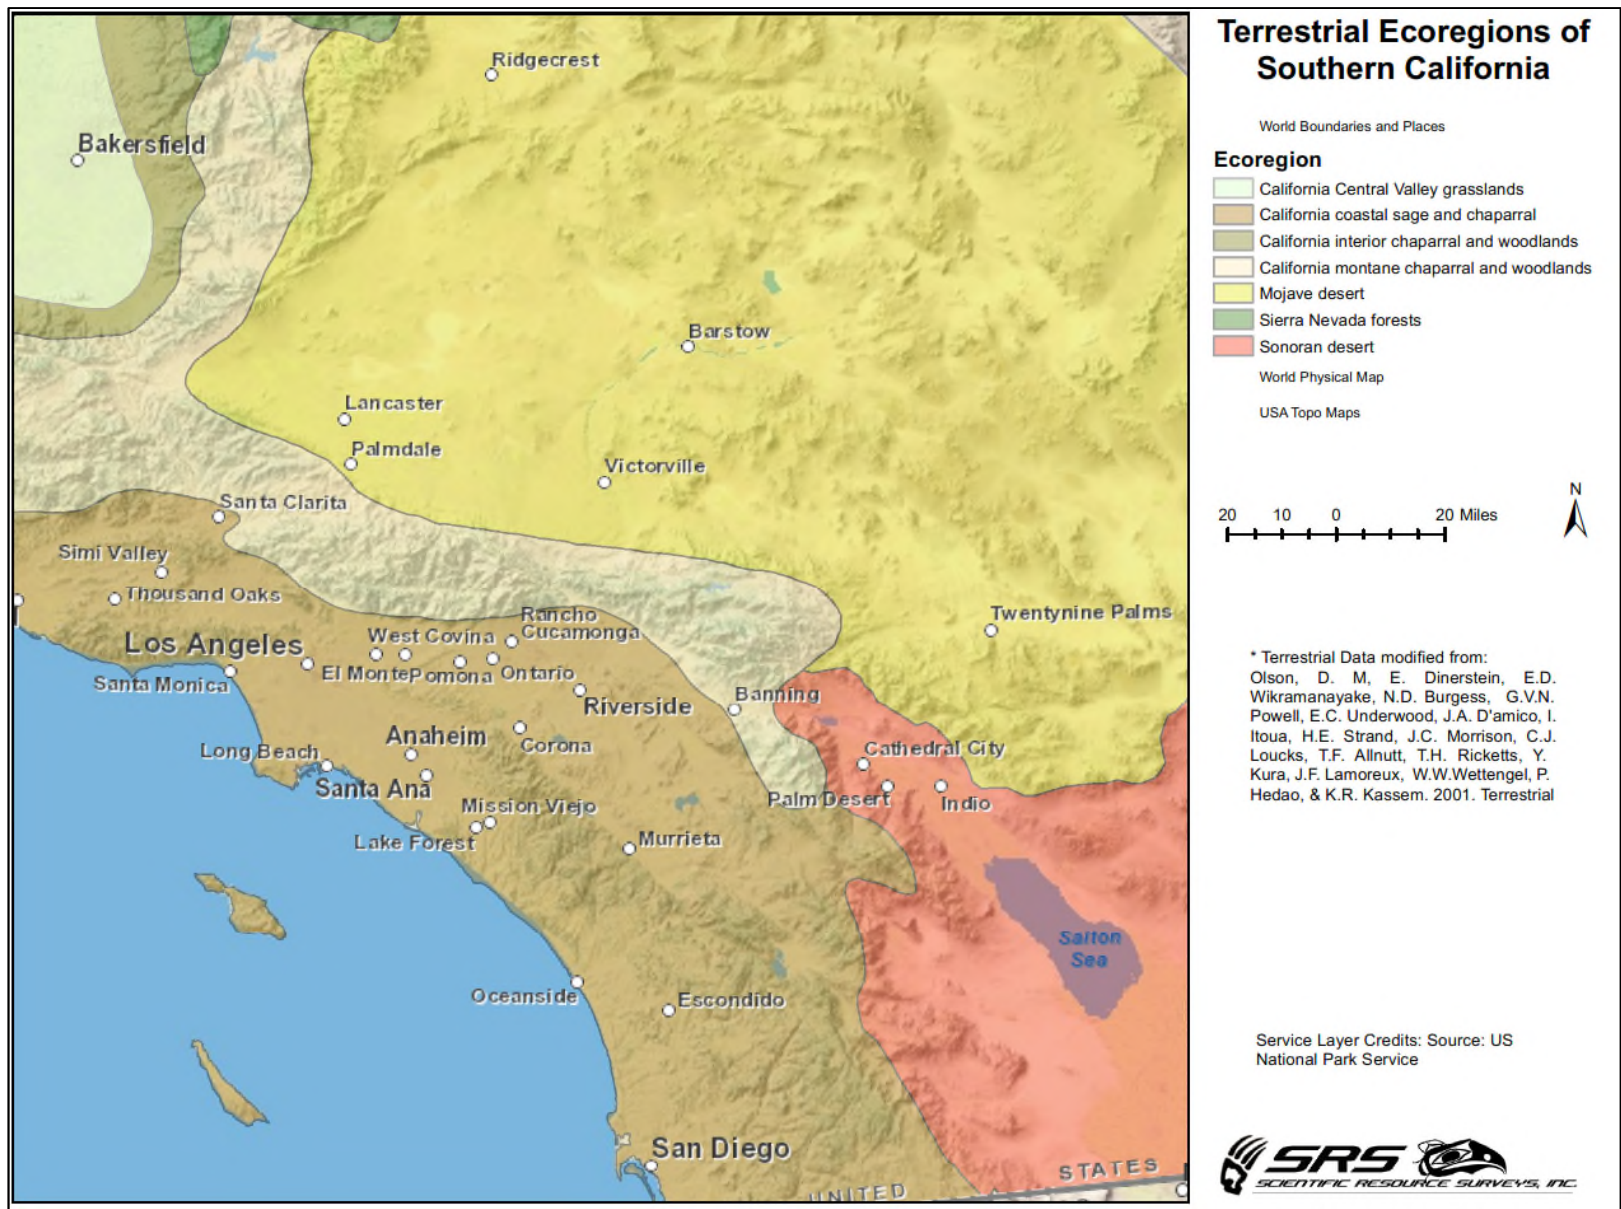 Terrestrial Ecoregions of
Southern California
World Boundaries and Places
Ecoregion
California Central Valley grasslands
California coastal sage and chaparral
California interior chaparral and woodlands
California montane chaparral and woodlands
Mojave desert
Sierra Nevada forests
Sonoran desert
World Physical Map
USA Topo Maps
N
20 10 0 20 Miles
* Terrestrial Data modified from:
Olson, D. M, E. Dinerstein, E.D.
Wikramanayake, N.D. Burgess, G.V.N.
Powell, E.C. Underwood, J.A. D'amico, I.
Itoua, H.E. Strand, J.C. Morrison, C.J.
Loucks, T.F. Allnutt, T.H. Ricketts, Y.
Kura, J.F. Lamoreux, W.W.Wettengel, P.
Hedao, & K.R. Kassem. 2001. Terrestrial
Service Layer Credits: Source: US
National Park Service
SRS
SCIENTIFIC RESOURCE SURVEYS, INC.
Ridgecrest
Bakersfield
Barstow
Lancaster
Palmdale
Victorville
Santa Clarita
Simi Valley
Thousand Oaks
Twentynine Palms
Rancho
Cucamonga
West Covina
Los Angeles
El Monte
Pomona
Ontario
Santa Monica
Banning
Riverside
Anaheim
Corona
Long Beach
Cathedral City
Santa Ana
Palm Desert
Indio
Mission Viejo
Lake Forest
Murrieta
Salton
Sea
Oceanside
Escondido
San Diego
UNITED
STATES